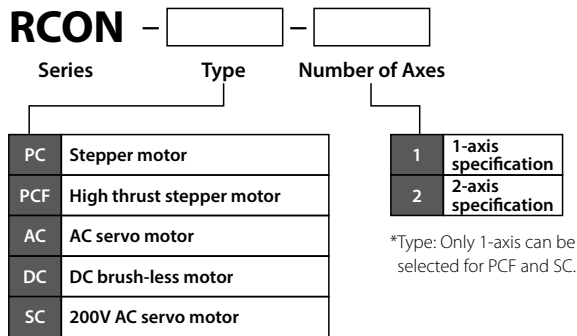 RCON – –
Series Type Number of Axes
PC Stepper motor
PCF High thrust stepper motor
AC AC servo motor
DC DC brush-less motor
SC 200V AC servo motor
1 1-axis
specification
2 2-axis
specification
*Type: Only 1-axis can be
selected for PCF and SC.